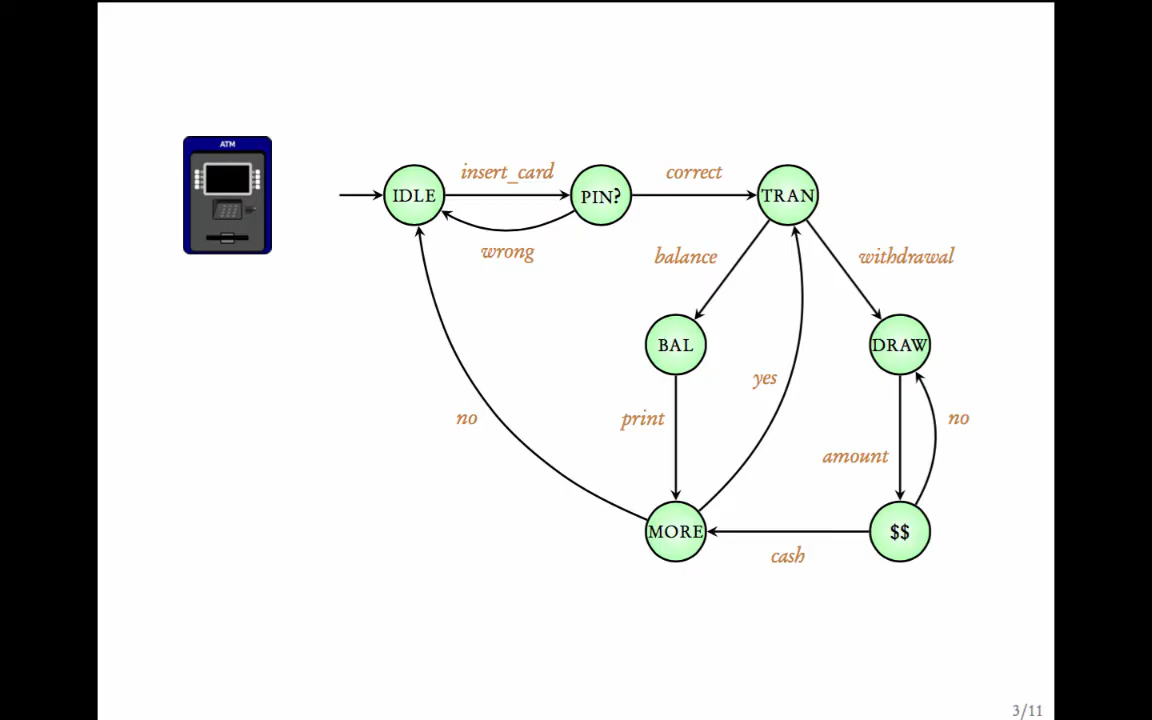 ATM
insert_card
correct
IDLE
PIN?
TRAN
wrong
balance
withdrawal
BAL
DRAW
yes
no
print
no
amount
MORE
$$
cash
3/11